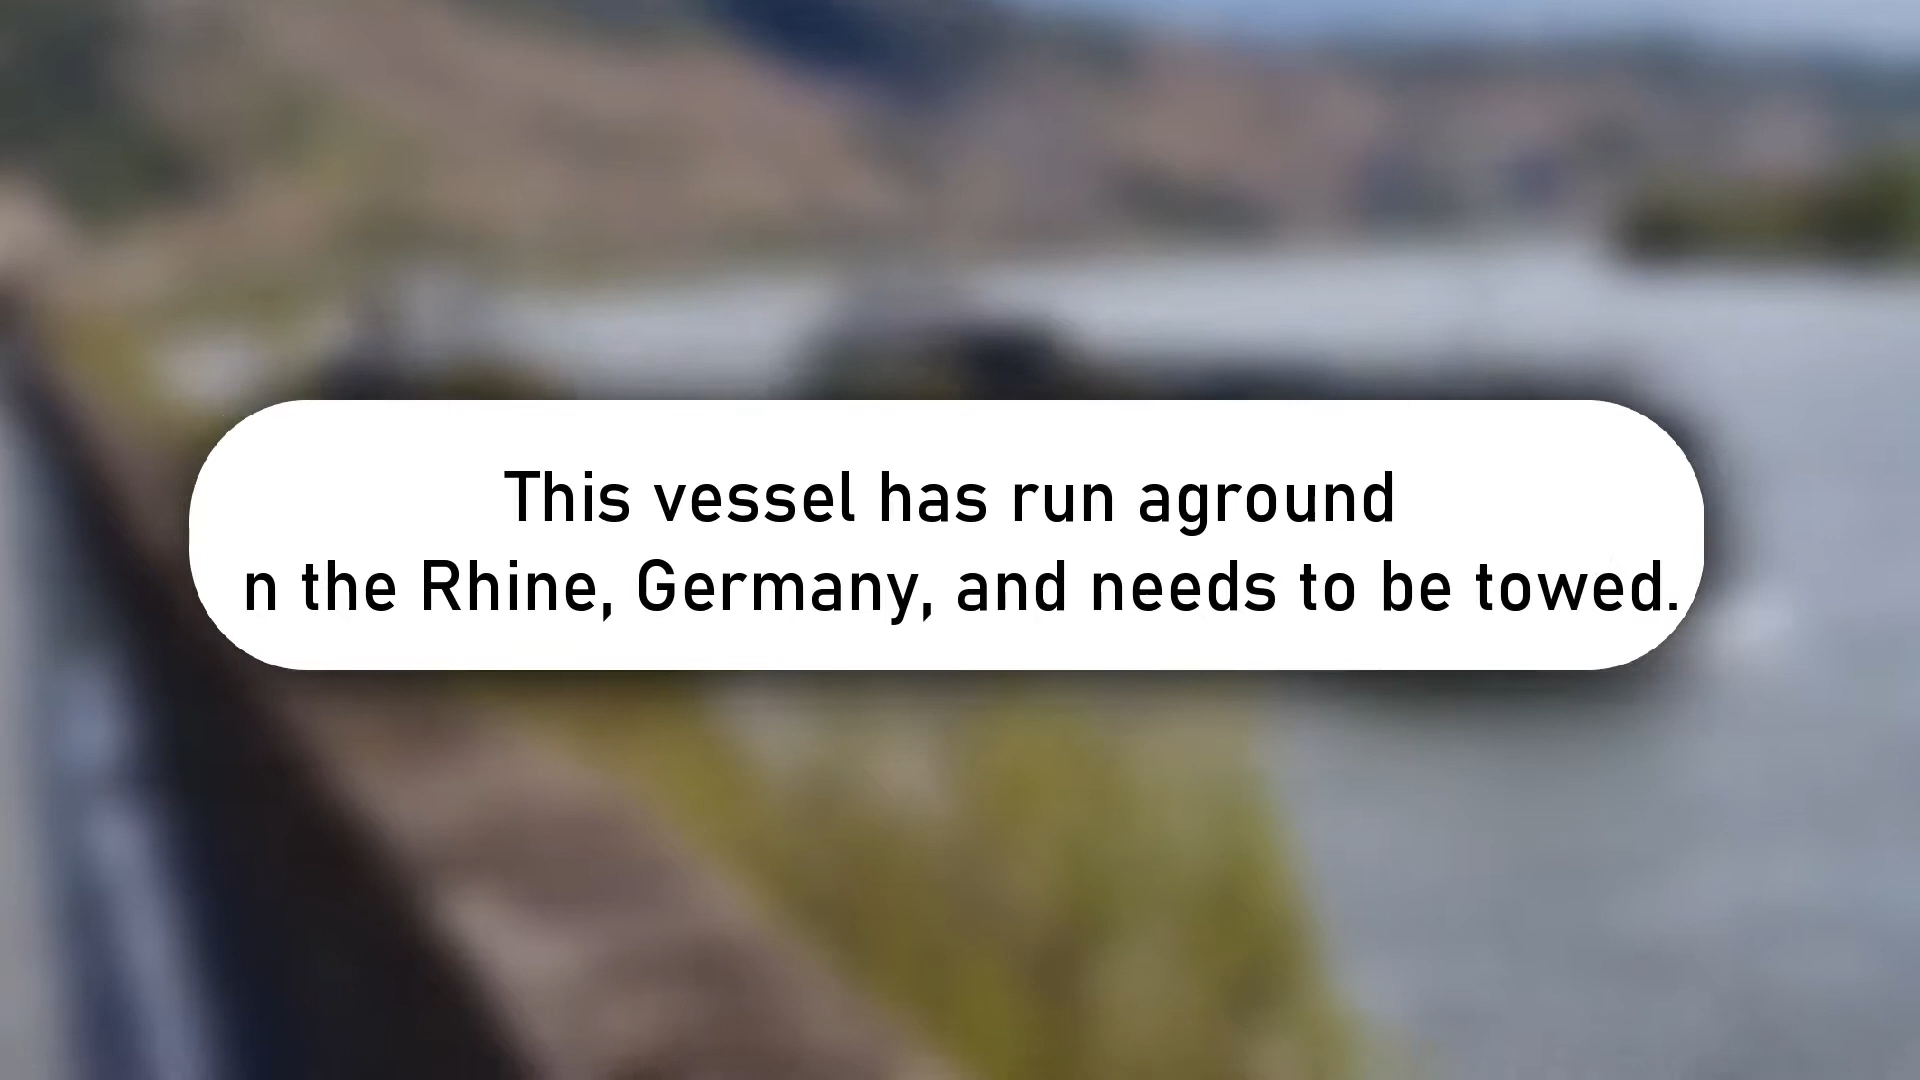 This vessel has run aground
n the Rhine, Germany, and needs to be towed.